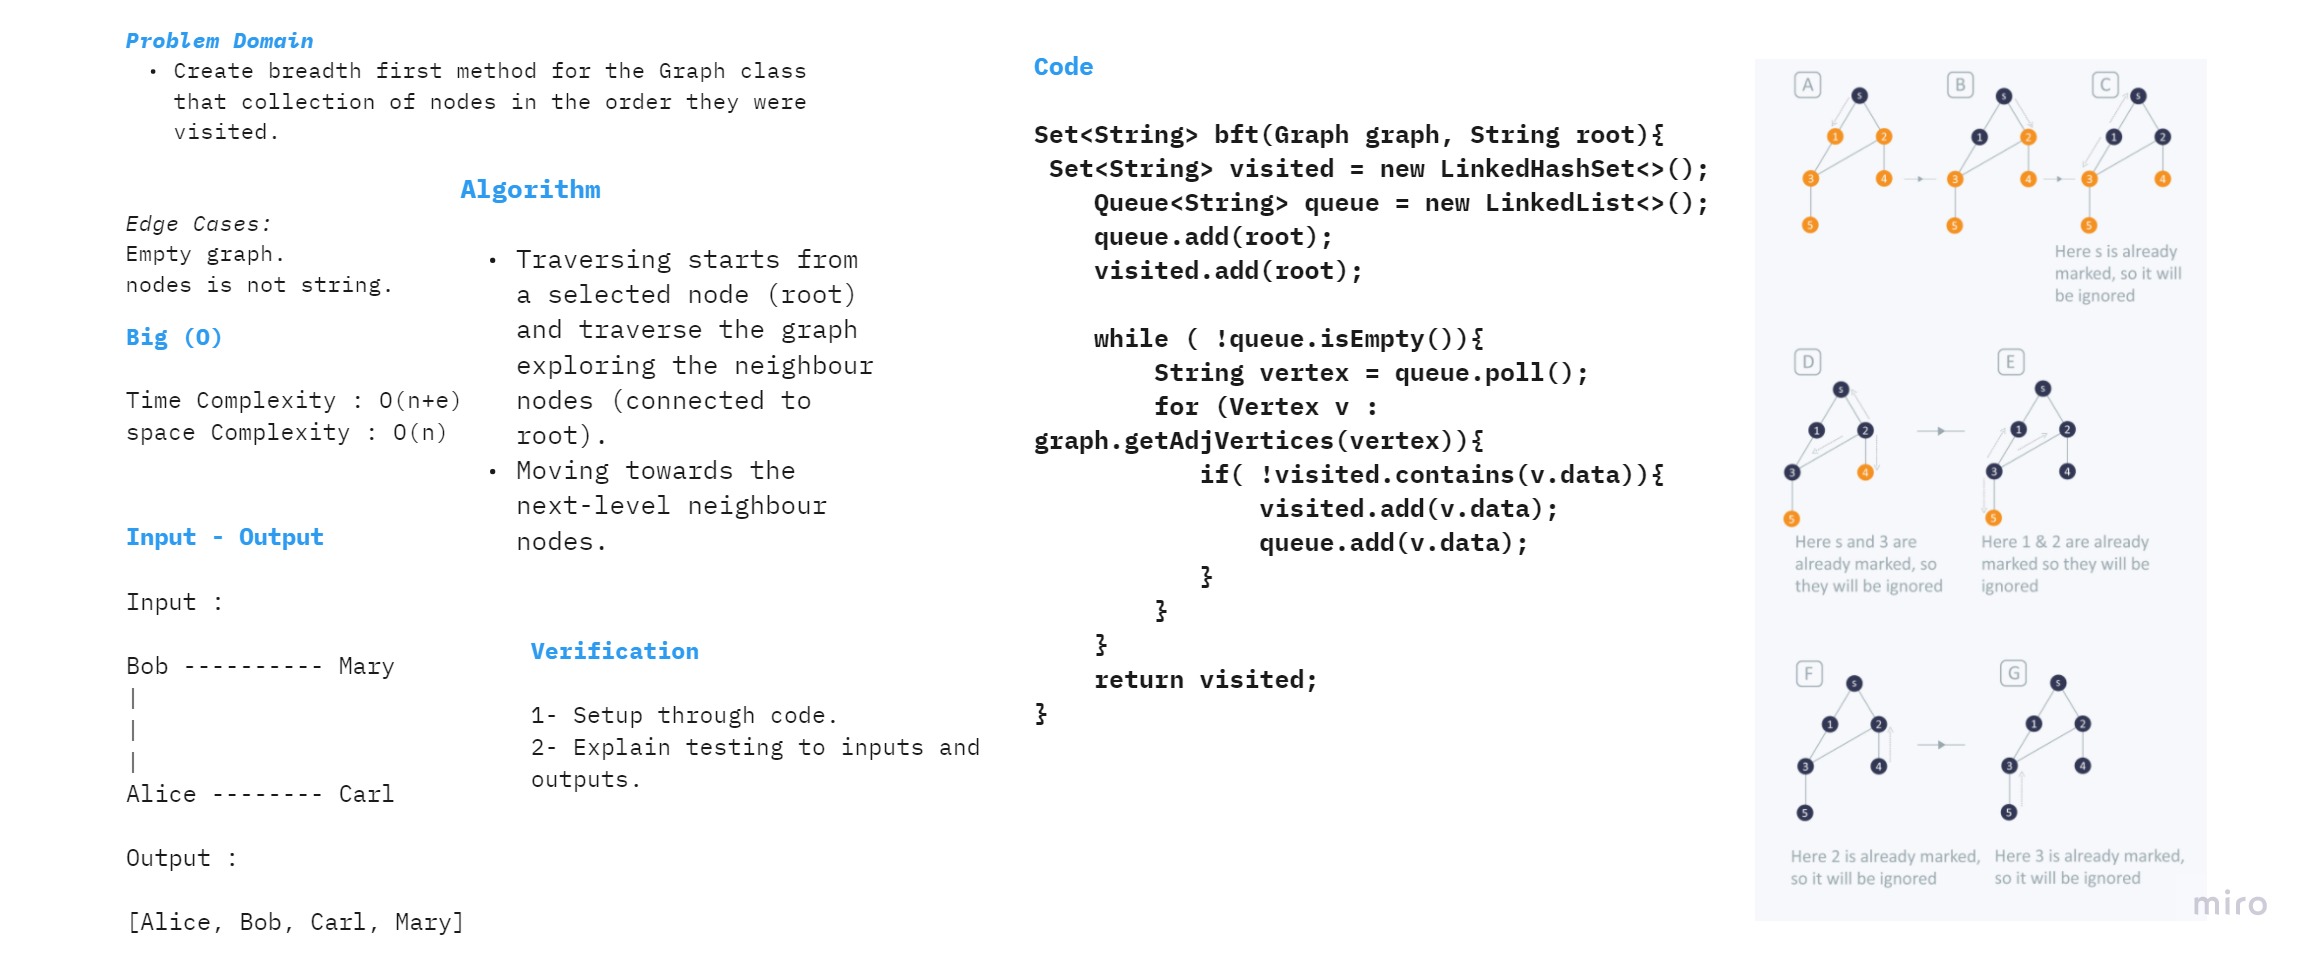 Problem Domain
• Create breadth first method for the Graph class
that collection of nodes in the order they were
visited.
Edge Cases:
Empty graph.
nodes is not string.
Big (O)
Time Complexity : O(n+e)
space Complexity : O(n)
Input - Output
Input :
Bob ---------- Mary
|
|
|
Alice -------- Carl
Output :
[Alice, Bob, Carl, Mary]
Algorithm
• Traversing starts from
a selected node (root)
and traverse the graph
exploring the neighbour
nodes (connected to
root).
• Moving towards the
next-level neighbour
nodes.
Verification
1- Setup through code.
2- Explain testing to inputs and
outputs.
Code
Set<String> bft(Graph graph, String root){
Set<String> visited = new LinkedHashSet<>();
Queue<String> queue = new LinkedList<>();
queue.add(root);
visited.add(root);
while ( !queue.isEmpty()){
String vertex = queue.poll();
for (Vertex v :
graph.getAdjVertices(vertex)){
if( !visited.contains(v.data)){
visited.add(v.data);
queue.add(v.data);
}
}
}
return visited;
}
A B C
s s s
1 2 1 2 1 2
3 4 3 4 3 4
5 5 5
Here s is already
marked, so it will
be ignored
D E
s s
1 2 1 2
3 4 3 4
5 5
Here s and 3 are
already marked, so
they will be ignored
Here 1 & 2 are already
marked so they will be
ignored
F G
s s
1 2 1 2
3 4 3 4
5 5
Here 2 is already marked,
so it will be ignored
Here 3 is already marked,
so it will be ignored
miro